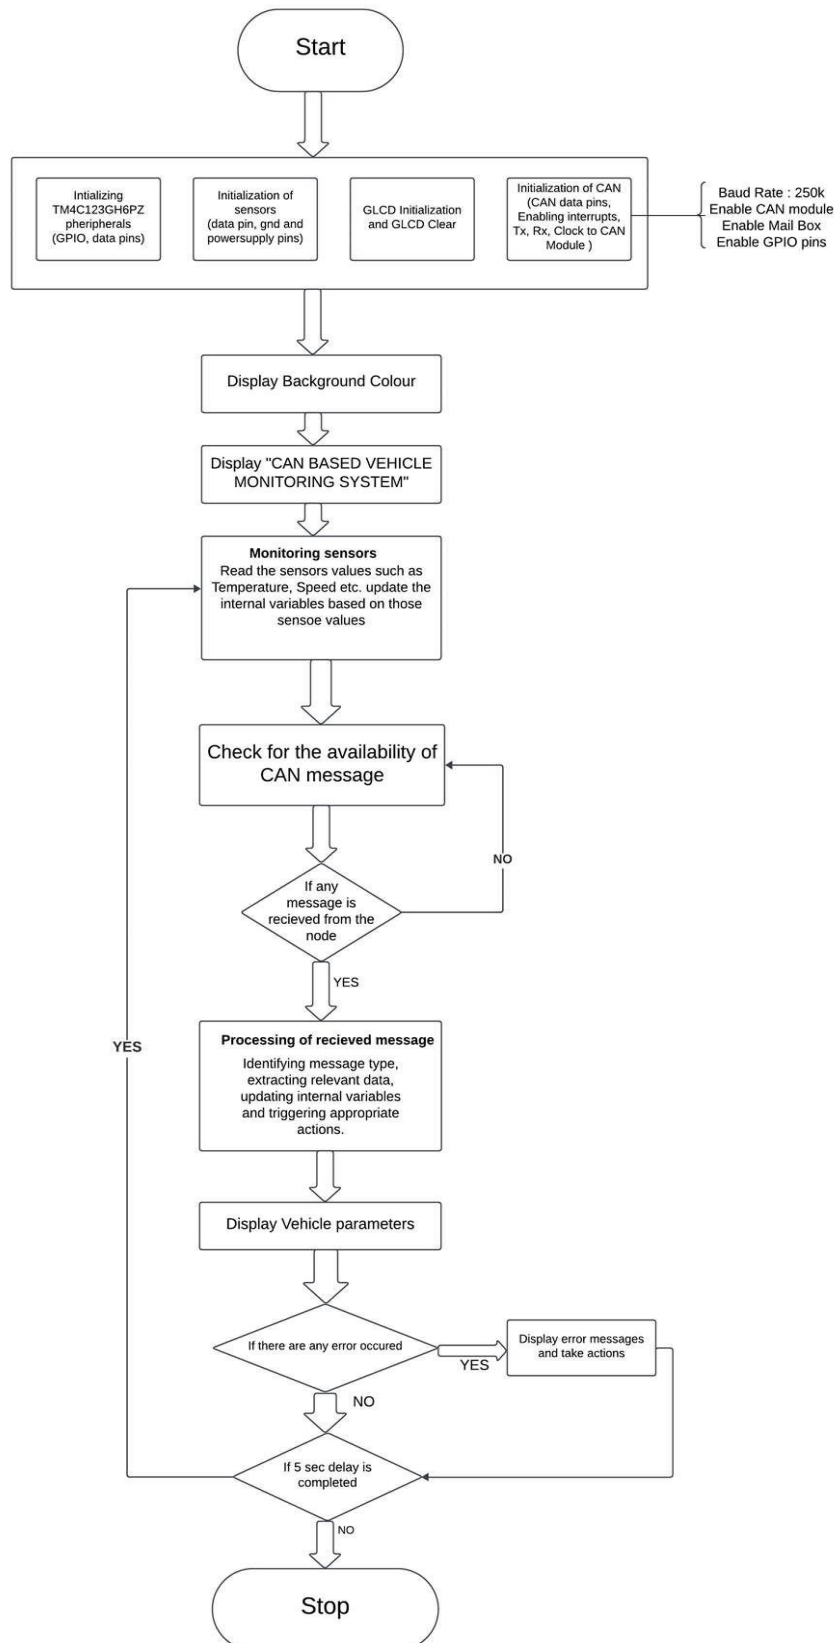 Start
Intializing
TM4C123GH6PZ
pheripherals
(GPIO, data pins)
Initialization of
sensors
(data pin, gnd and
powersupply pins)
GLCD Initialization
and GLCD Clear
Initialization of CAN
(CAN data pins,
Enabling interrupts,
Tx, Rx, Clock to CAN
Module )
Baud Rate : 250k
Enable CAN module
Enable Mail Box
Enable GPIO pins
Display Background Colour
Display "CAN BASED VEHICLE
MONITORING SYSTEM"
Monitoring sensors
Read the sensors values such as
Temperature, Speed etc. update the
internal variables based on those
sensoe values
Check for the availability of
CAN message
NO
If any
message is
recieved from the
node
YES
Processing of recieved message
Identifying message type,
extracting relevant data,
updating internal variables
and triggering appropriate
actions.
YES
Display Vehicle parameters
If there are any error occured
YES
Display error messages
and take actions
NO
If 5 sec delay is
completed
NO
Stop